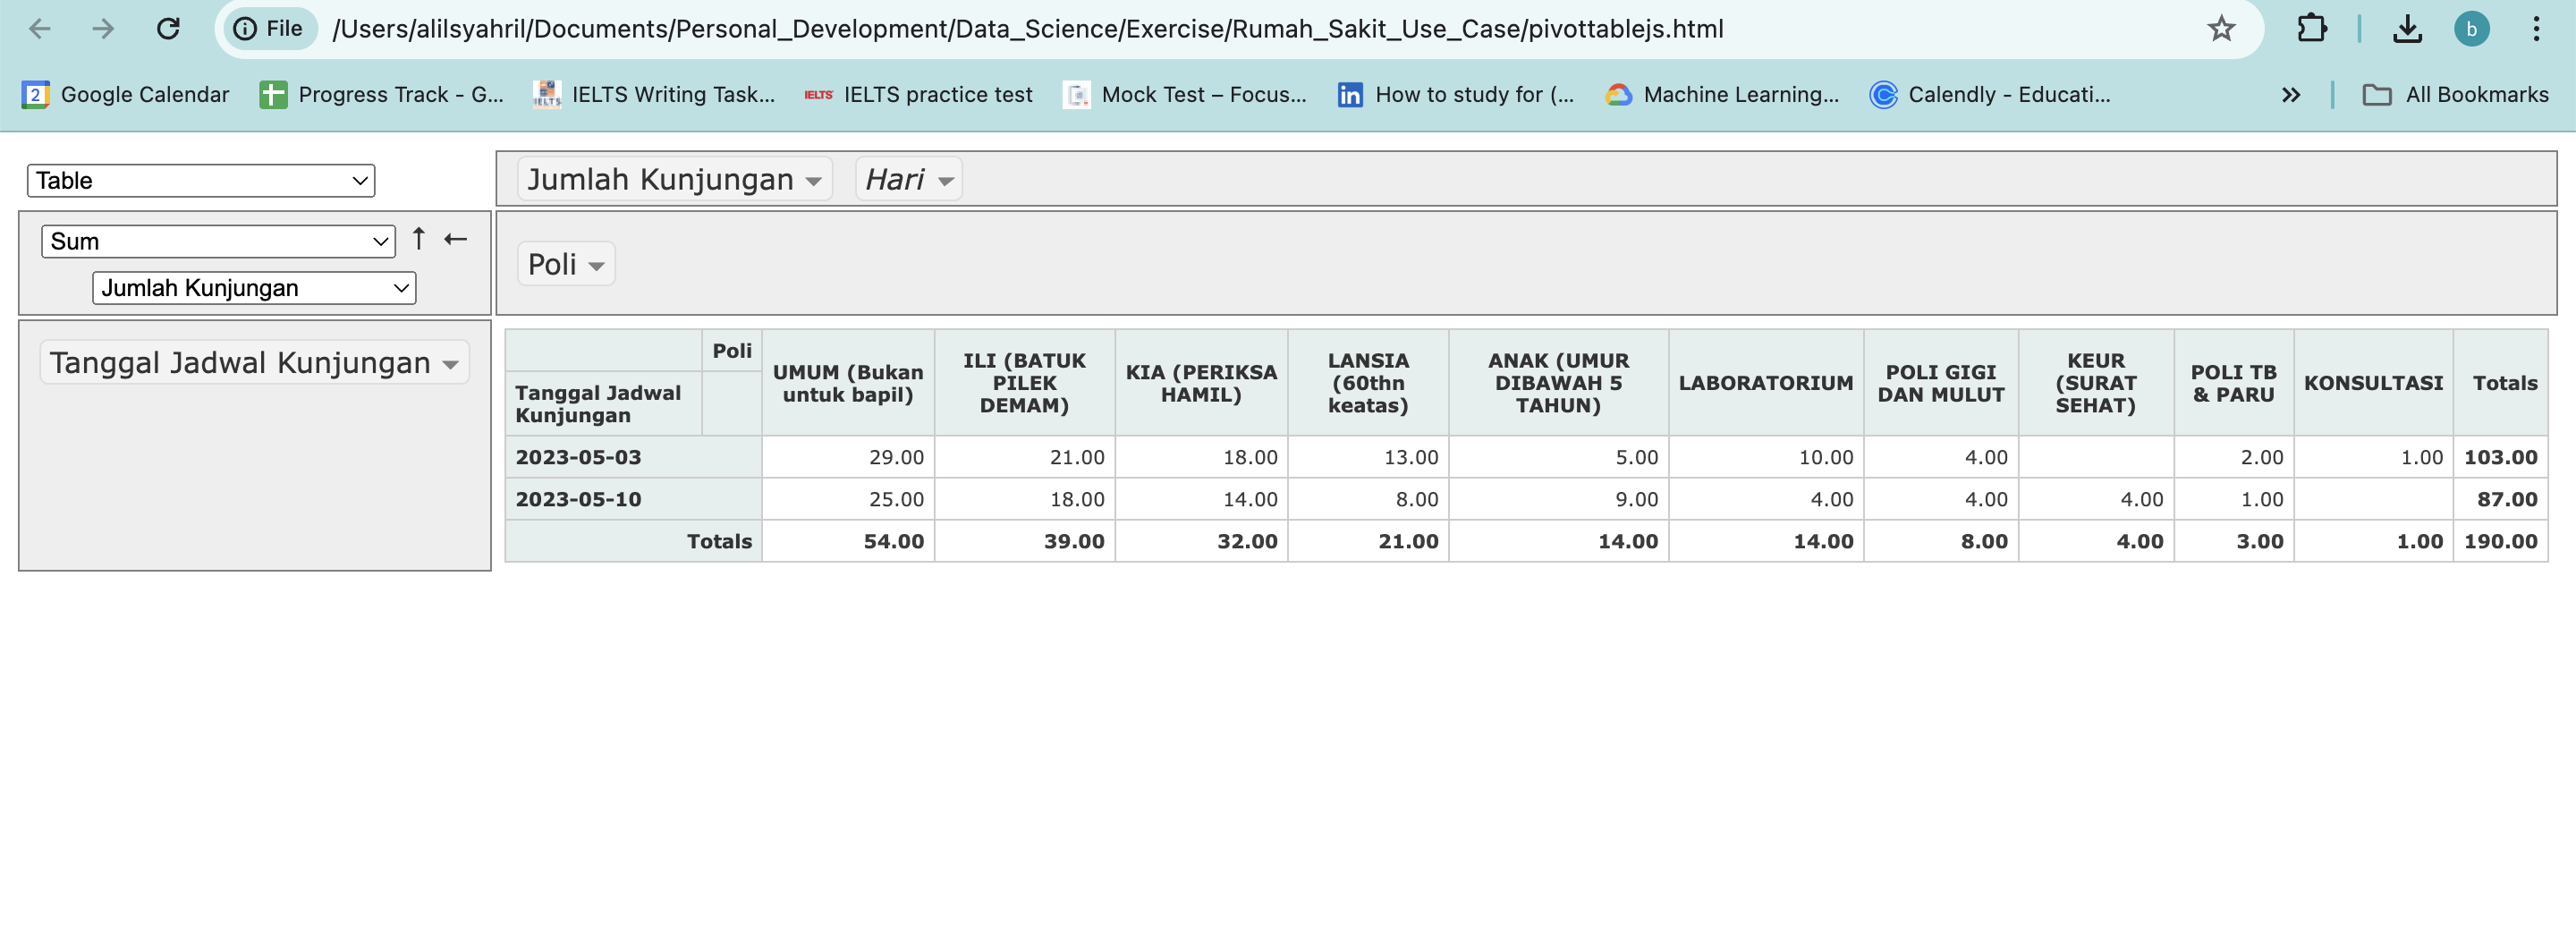 File /Users/alilsyahril/Documents/Personal_Development/Data_Science/Exercise/Rumah_Sakit_Use_Case/pivottablejs.html b
2 Google Calendar Progress Track - G... IELTS IELTS Writing Task... IELTS IELTS practice test Mock Test – Focus... in How to study for (... Machine Learning... Calendly - Educati... » All Bookmarks
Table
Jumlah Kunjungan Hari
Sum ↑ ←
Jumlah Kunjungan
Poli
Tanggal Jadwal Kunjungan
Poli
Tanggal Jadwal
Kunjungan
UMUM (Bukan
untuk bapil)
ILI (BATUK
PILEK
DEMAM)
KIA (PERIKSA
HAMIL)
LANSIA
(60thn
keatas)
ANAK (UMUR
DIBAWAH 5
TAHUN)
LABORATORIUM
POLI GIGI
DAN MULUT
KEUR
(SURAT
SEHAT)
POLI TB
& PARU
KONSULTASI
Totals
2023-05-03 29.00 21.00 18.00 13.00 5.00 10.00 4.00 2.00 1.00 103.00
2023-05-10 25.00 18.00 14.00 8.00 9.00 4.00 4.00 4.00 1.00 87.00
Totals 54.00 39.00 32.00 21.00 14.00 14.00 8.00 4.00 3.00 1.00 190.00